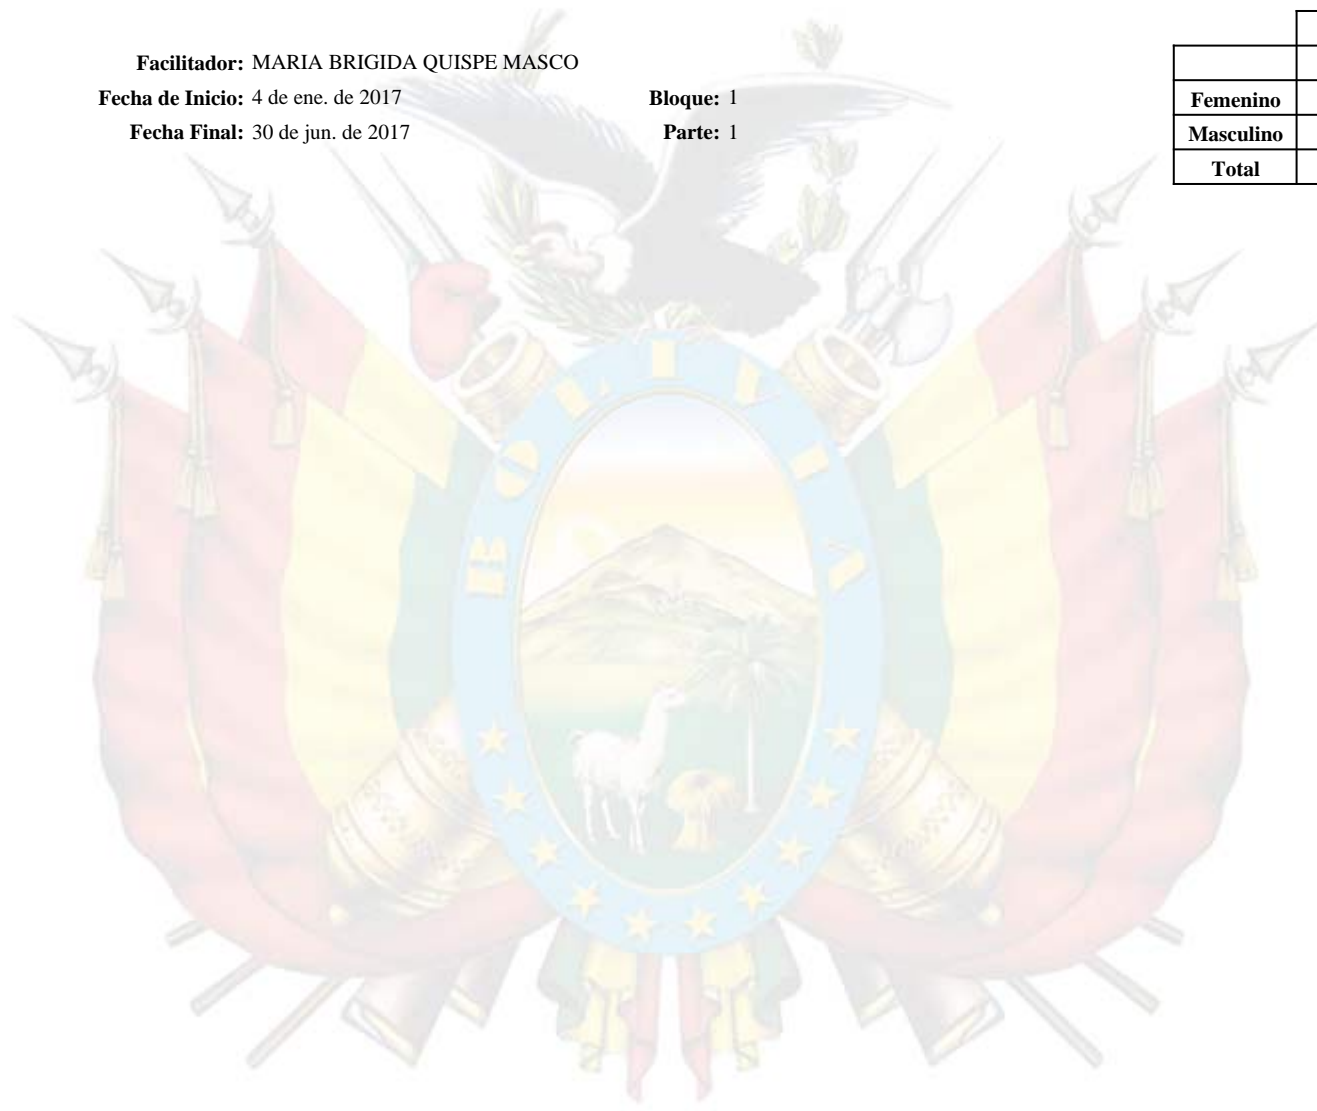 Facilitador: MARIA BRIGIDA QUISPE MASCO
Fecha de Inicio: 4 de ene. de 2017 Bloque: 1
Fecha Final: 30 de jun. de 2017 Parte: 1
Femenino
Masculino
Total
BOLIVIA